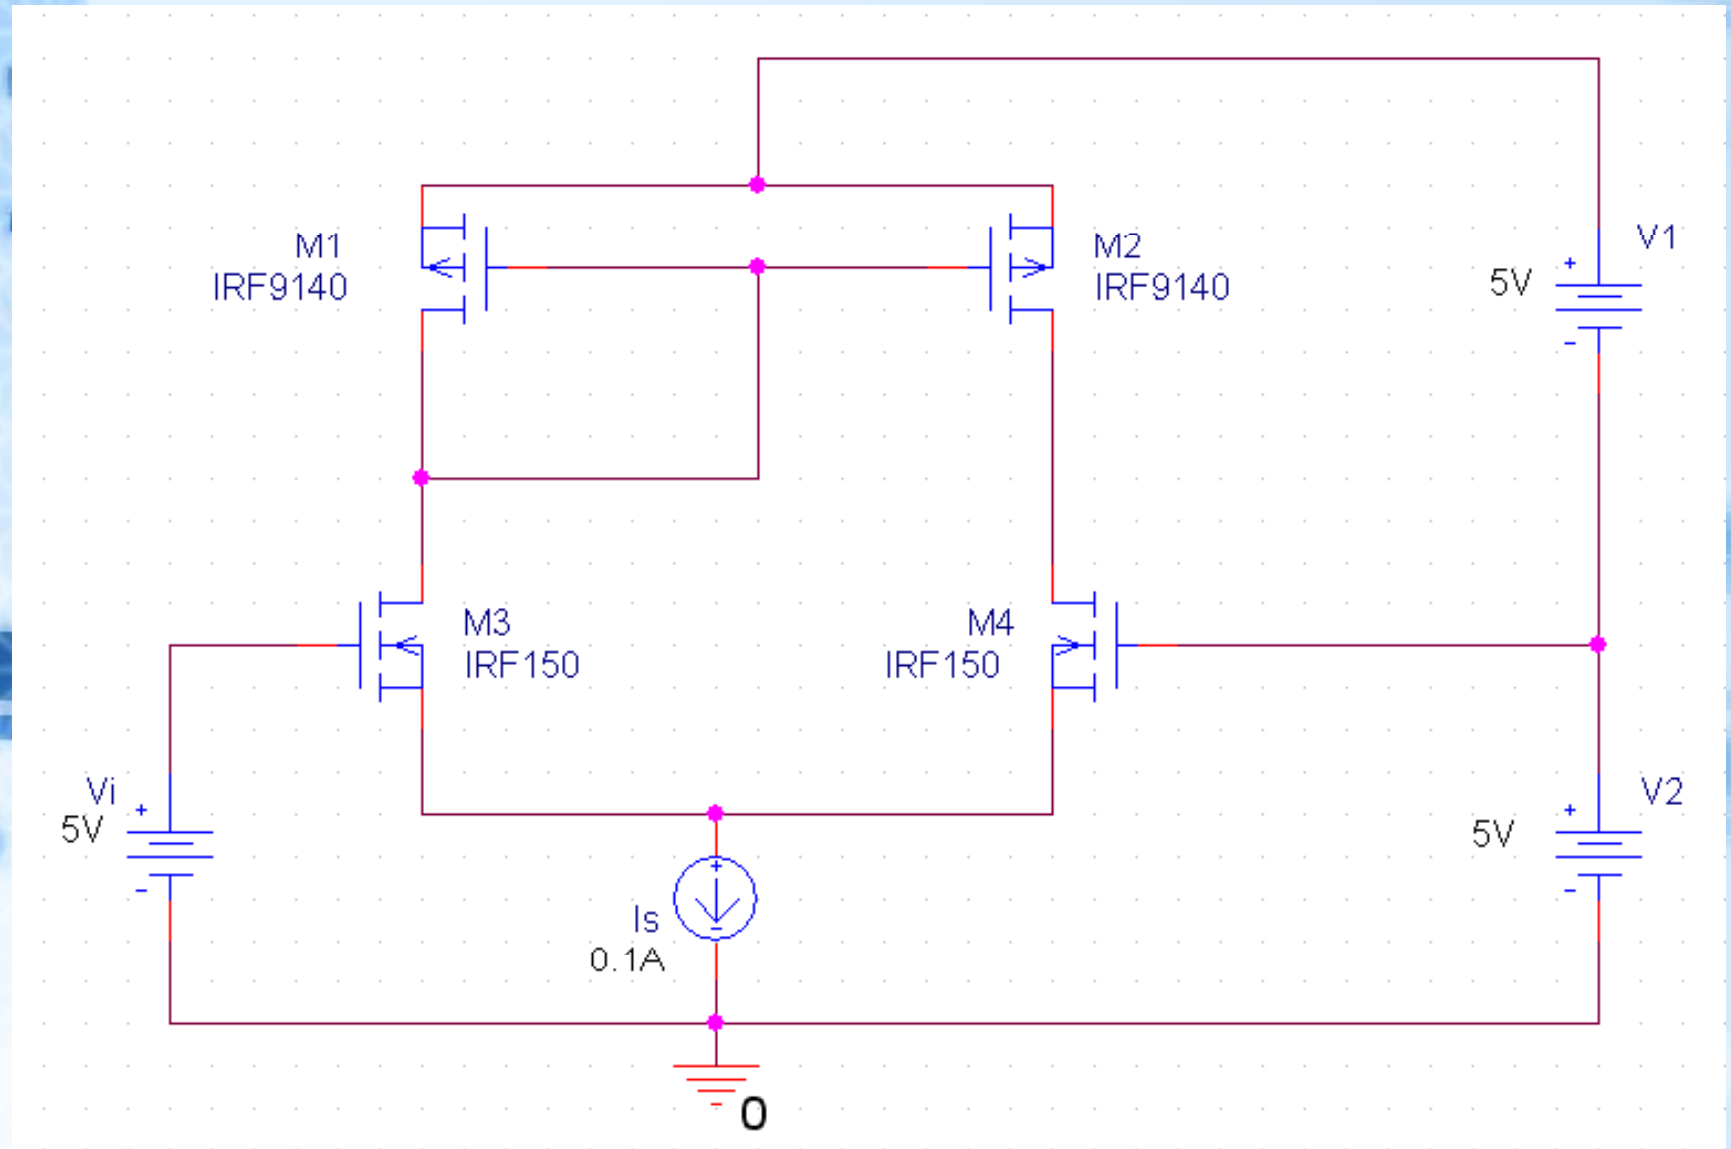 M1
IRF9140
M2
IRF9140
V1
+
5V
-
M3
IRF150
M4
IRF150
Vi
+
5V
-
V2
+
5V
-
+
-
Is
0.1A
0